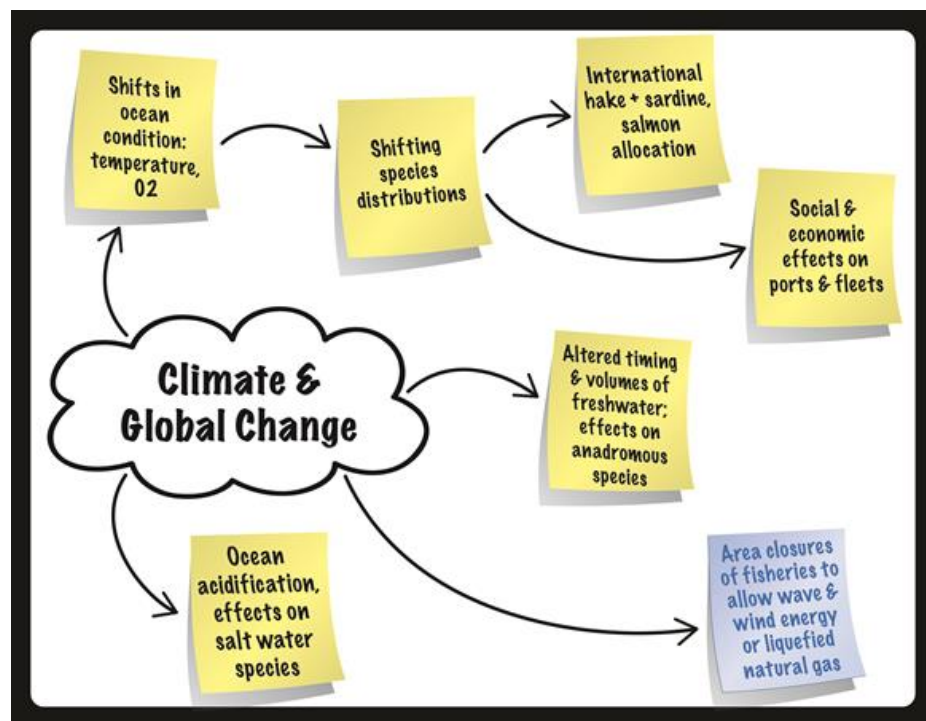 Shifts in
ocean
condition:
temperature,
O2
Shifting
species
distributions
International
hake + sardine,
salmon
allocation
Social &
economic
effects on
ports & fleets
Climate &
Global Change
Altered timing
& volumes of
freshwater;
effects on
anadromous
species
Ocean
acidification,
effects on
salt water
species
Area closures
of fisheries to
allow wave &
wind energy
or liquefied
natural gas